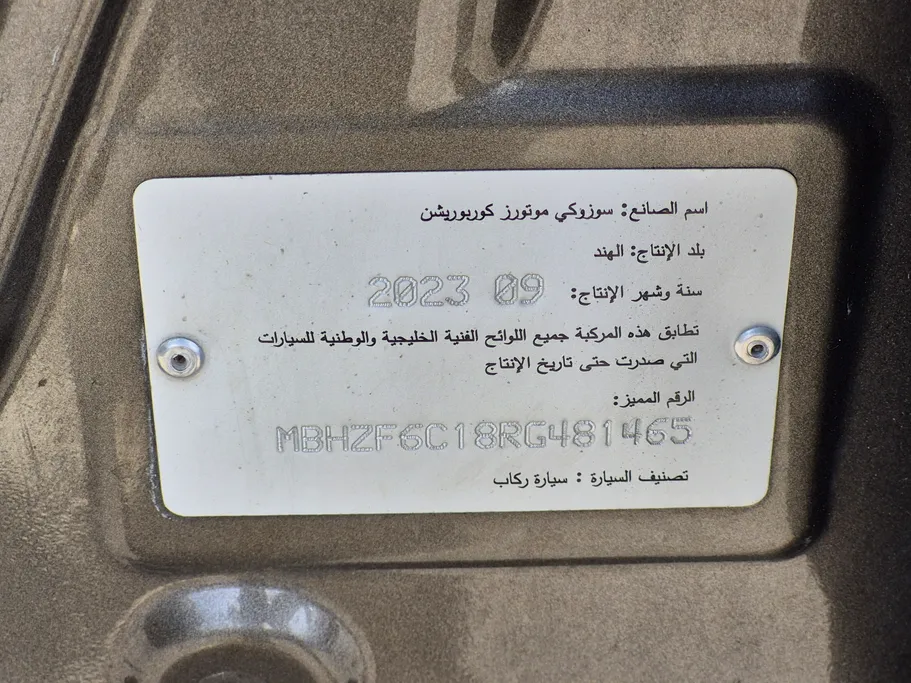 اسم الصانع: سوزوكي موتورز كوربوريشن
بلد الإنتاج: الهند
سنة وشهر الإنتاج: 2023 09
تطابق هذه المركبة جميع اللوائح الفنية الخليجية والوطنية للسيارات
التي صدرت حتى تاريخ الإنتاج
الرقم المميز:
MBHZF6C18RG481465
تصنيف السيارة : سيارة ركاب